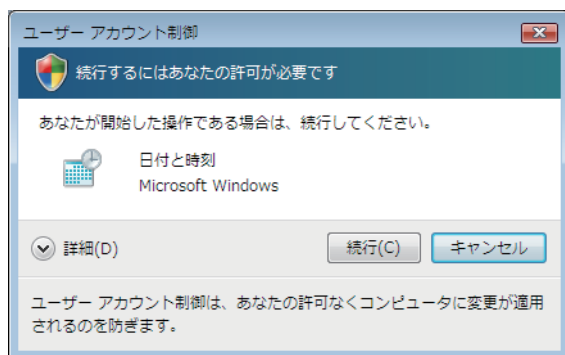 ユーザー アカウント制御
続行するにはあなたの許可が必要です
あなたが開始した操作である場合は、続行してください。
日付と時刻
Microsoft Windows
詳細(D)
続行(C)
キャンセル
ユーザー アカウント制御は、あなたの許可なくコンピュータに変更が適用
されるのを防ぎます。